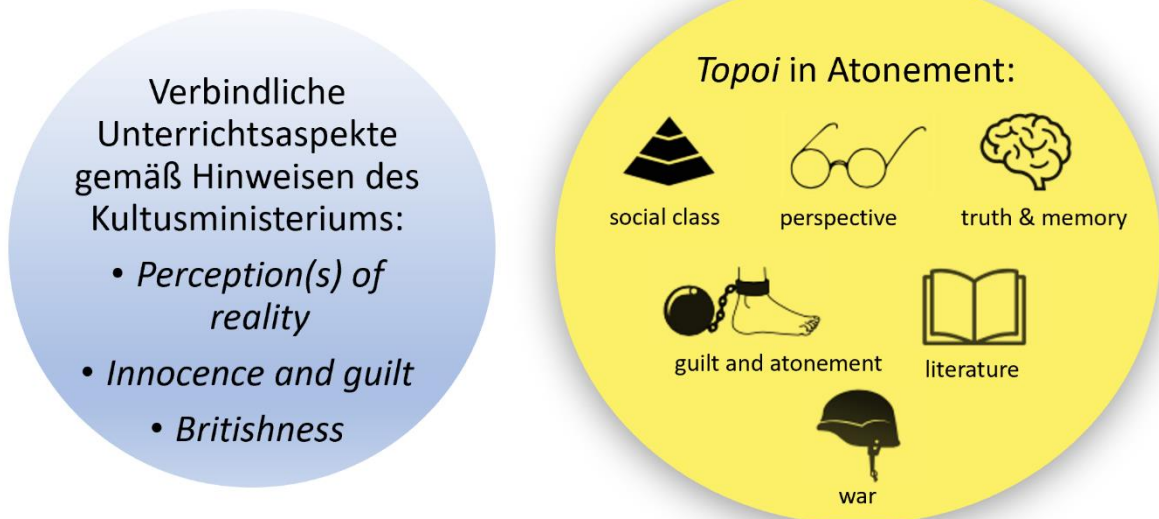 Verbindliche
Unterrichtsaspekte
gemäß Hinweisen des
Kultusministeriums:
• Perception(s) of
reality
• Innocence and guilt
• Britishness
Topoi in Atonement:
social class
perspective
truth & memory
guilt and atonement
literature
war